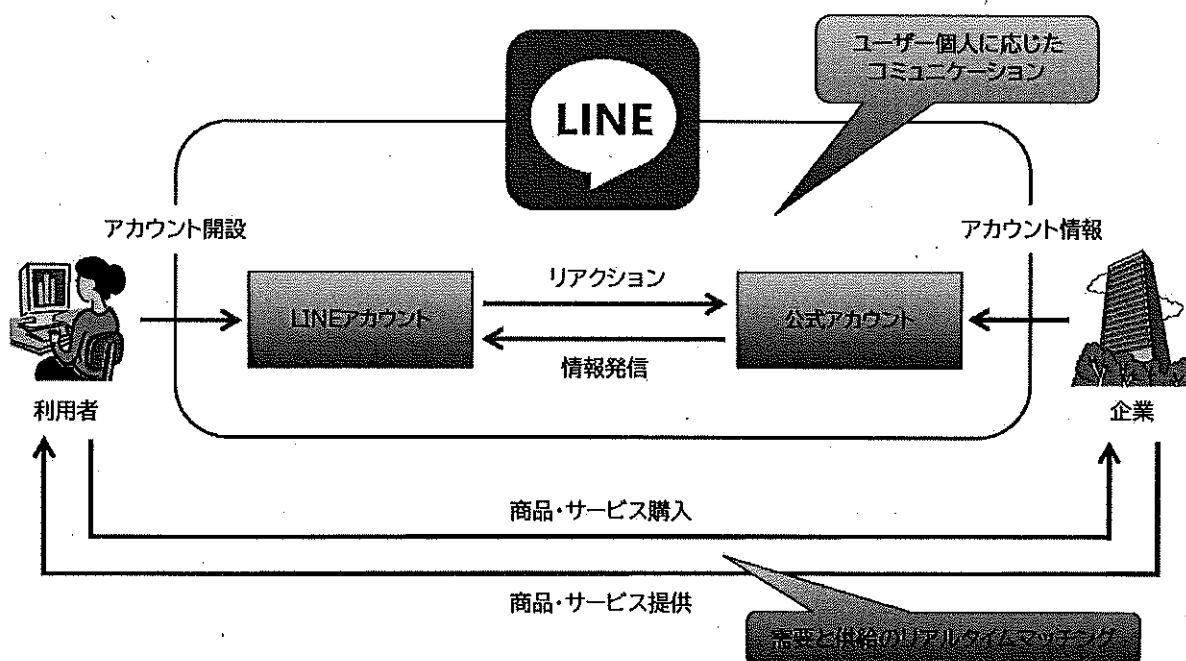 ユーザー個人に応じた
コミュニケーション
LINE
アカウント開設
アカウント情報
リアクション
LINEアカウント
公式アカウント
情報発信
利用者
企業
商品・サービス購入
商品・サービス提供
需要と供給のリアルタイムマッチング